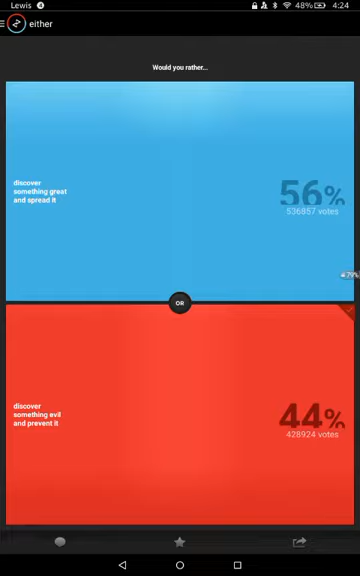 Lewis
48% 4:24
either
Would you rather...
discover
something great
and spread it
56%
536857 votes
79%
OR
discover
something evil
and prevent it
44%
428924 votes